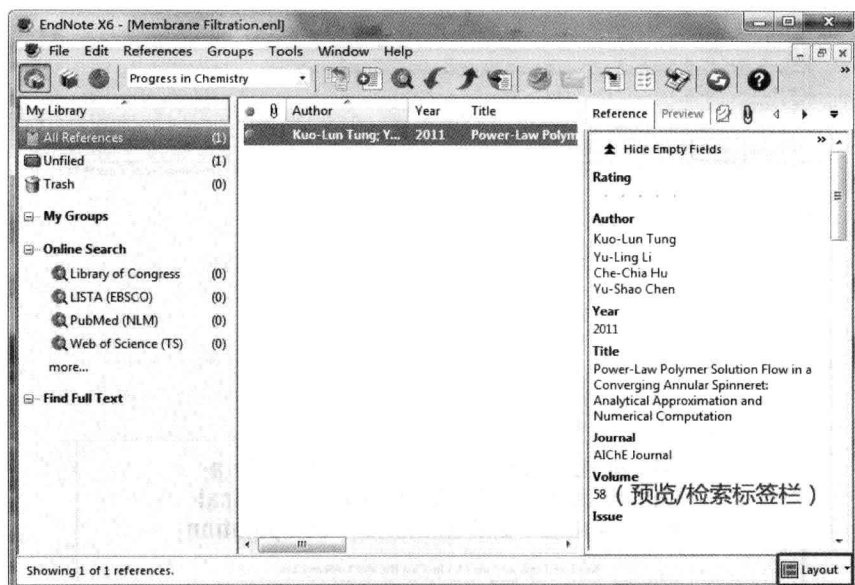 EndNote X6 - [Membrane Filtration.enl]
File Edit References Groups Tools Window Help
Progress in Chemistry
My Library
All References (1)
Unfiled (1)
Trash (0)
My Groups
Online Search
Library of Congress (0)
LISTA (EBSCO) (0)
PubMed (NLM) (0)
Web of Science (TS) (0)
more...
Find Full Text
Author Year Title
Kuo-Lun Tung; Y... 2011 Power-Law Polym
Reference Preview
Hide Empty Fields
Rating
Author
Kuo-Lun Tung
Yu-Ling Li
Che-Chia Hu
Yu-Shao Chen
Year
2011
Title
Power-Law Polymer Solution Flow in a
Converging Annular Spinneret:
Analytical Approximation and
Numerical Computation
Journal
AIChE Journal
Volume
58（预览/检索标签栏）
Issue
Showing 1 of 1 references.
Layout